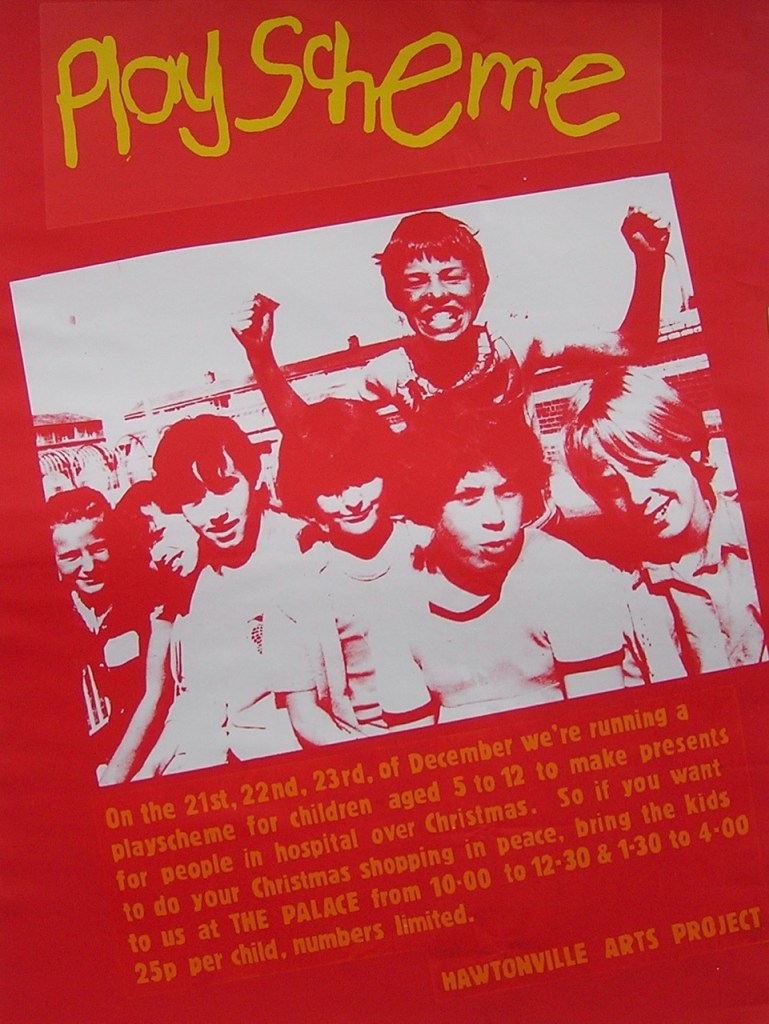 Play Scheme
On the 21st, 22nd, 23rd, of December we're running a
playscheme for children aged 5 to 12 to make presents
for people in hospital over Christmas. So if you want
to do your Christmas shopping in peace, bring the kids
to us at THE PALACE from 10·00 to 12·30 & 1·30 to 4·00
25p per child, numbers limited.
HAWTONVILLE ARTS PROJECT